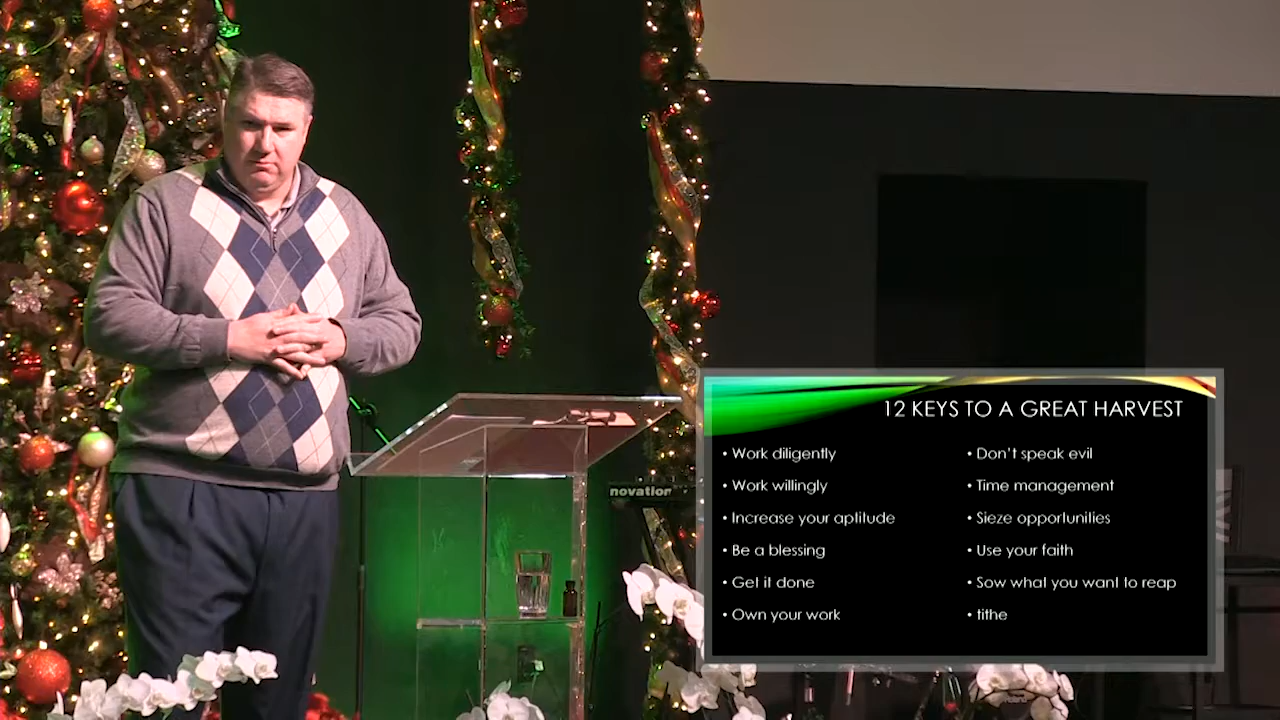 12 KEYS TO A GREAT HARVEST
• Work diligently
• Work willingly
• Increase your aptitude
• Be a blessing
• Get it done
• Own your work
• Don't speak evil
• Time management
• Sieze opportunities
• Use your faith
• Sow what you want to reap
• tithe
novation